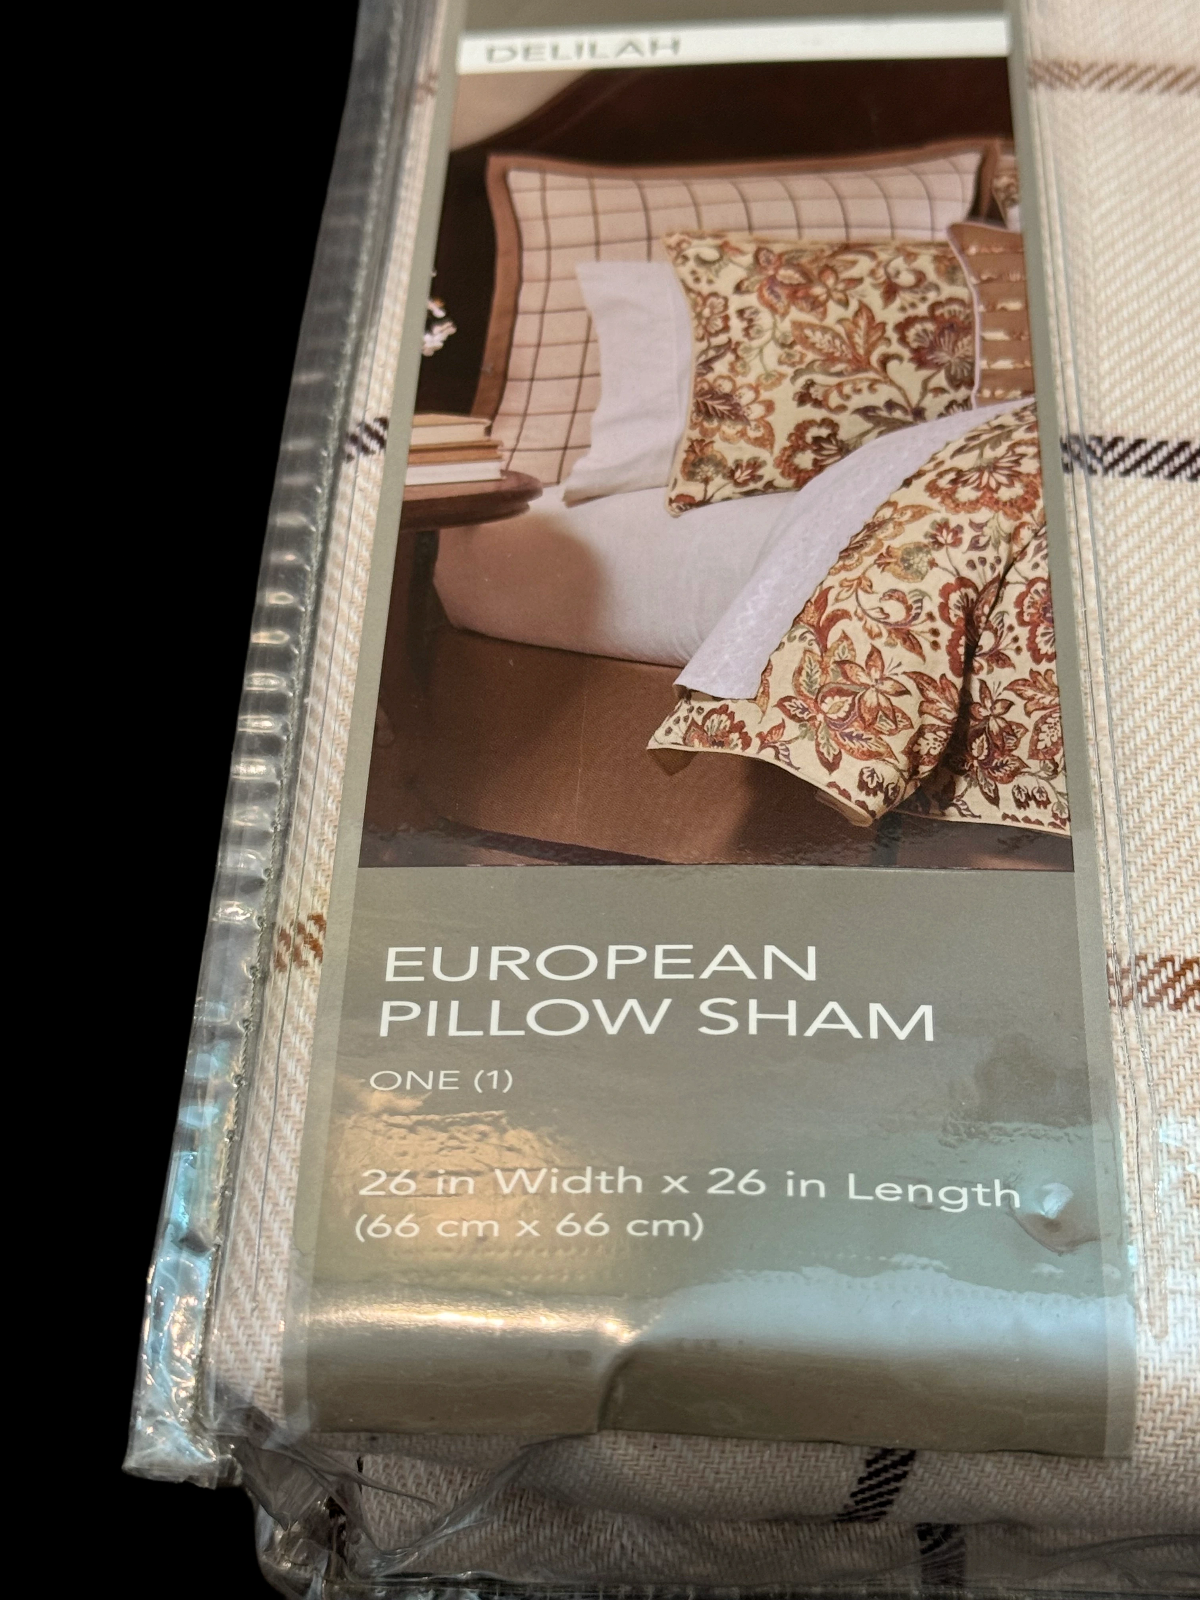 DELILAH
EUROPEAN
PILLOW SHAM
ONE (1)
26 in Width x 26 in Length
(66 cm x 66 cm)